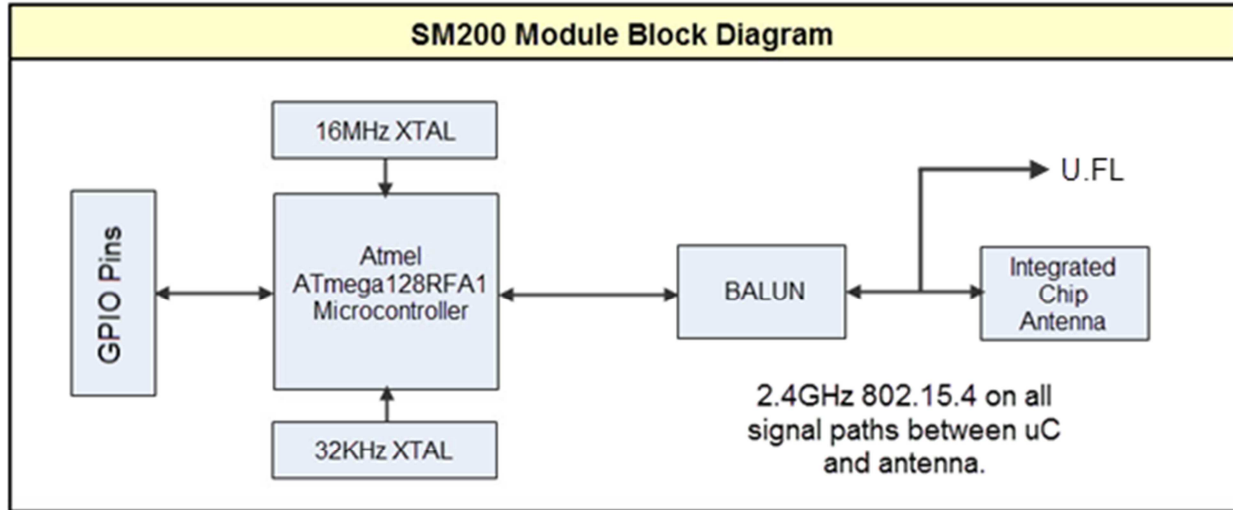 SM200 Module Block Diagram
16MHz XTAL
U.FL
GPIO Pins
Atmel
ATmega128RFA1
Microcontroller
BALUN
Integrated
Chip
Antenna
32KHz XTAL
2.4GHz 802.15.4 on all
signal paths between uC
and antenna.